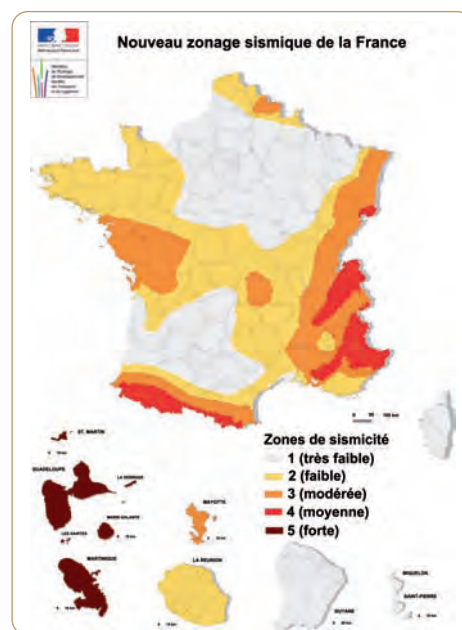 Nouveau zonage sismique de la France
Zones de sismicité
1 (très faible)
2 (faible)
3 (modérée)
4 (moyenne)
5 (forte)
ST. MARTIN
GUADELOUPE
LA DESIRADE
MARIE-GALANTE
LES SAINTES
MAYOTTE
MARTINIQUE
LA REUNION
GUYANE
MIQUELON
SAINT-PIERRE